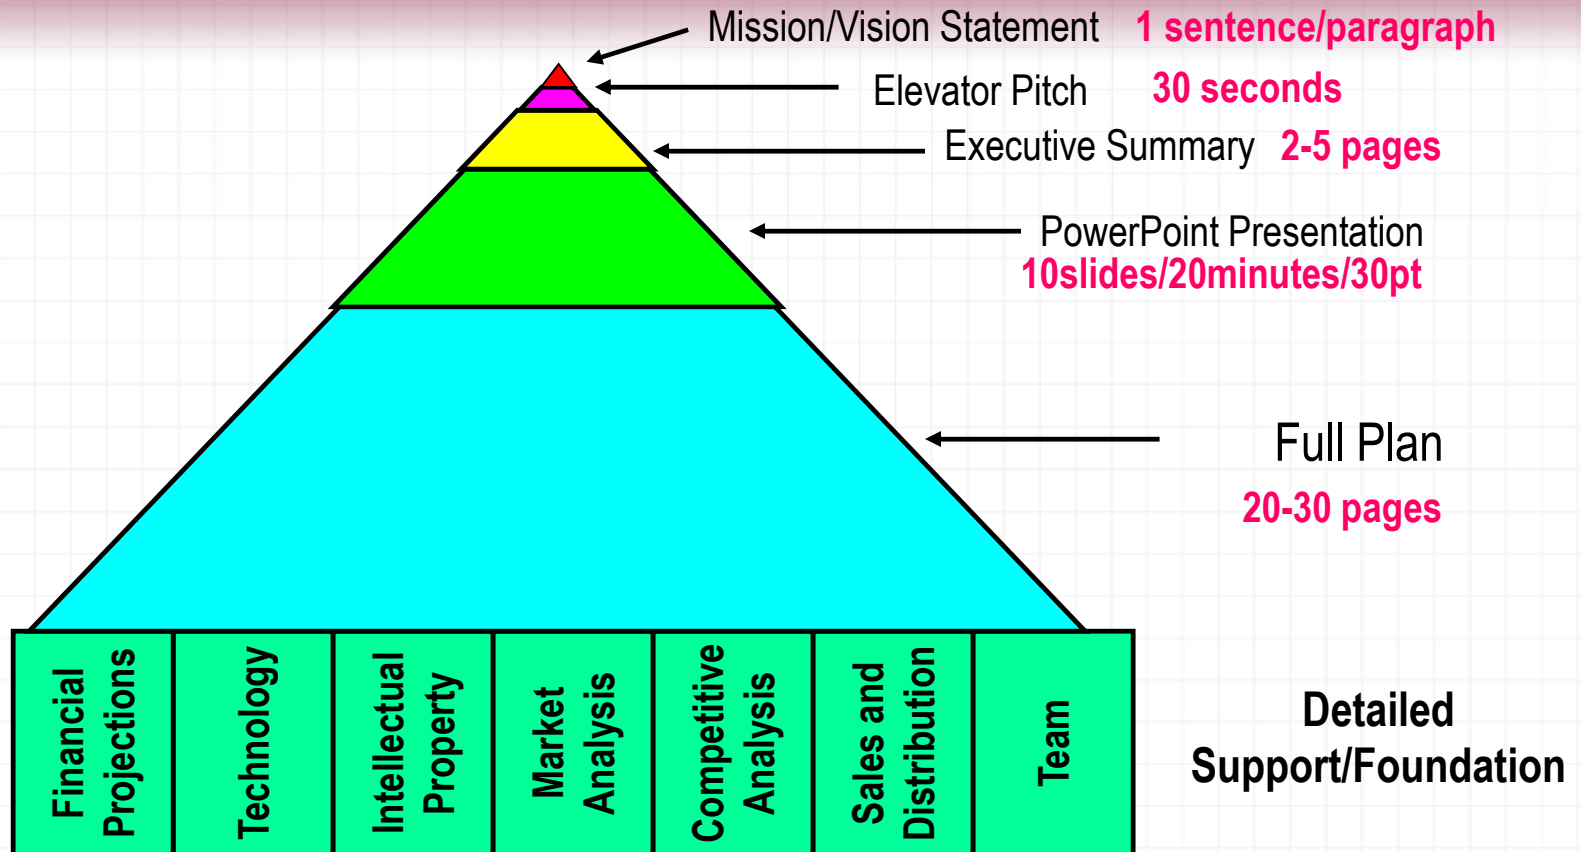 Mission/Vision Statement 1 sentence/paragraph
Elevator Pitch 30 seconds
Executive Summary 2-5 pages
PowerPoint Presentation
10slides/20minutes/30pt
Full Plan
20-30 pages
Financial
Projections
Technology
Intellectual
Property
Market
Analysis
Competitive
Analysis
Sales and
Distribution
Team
Detailed
Support/Foundation